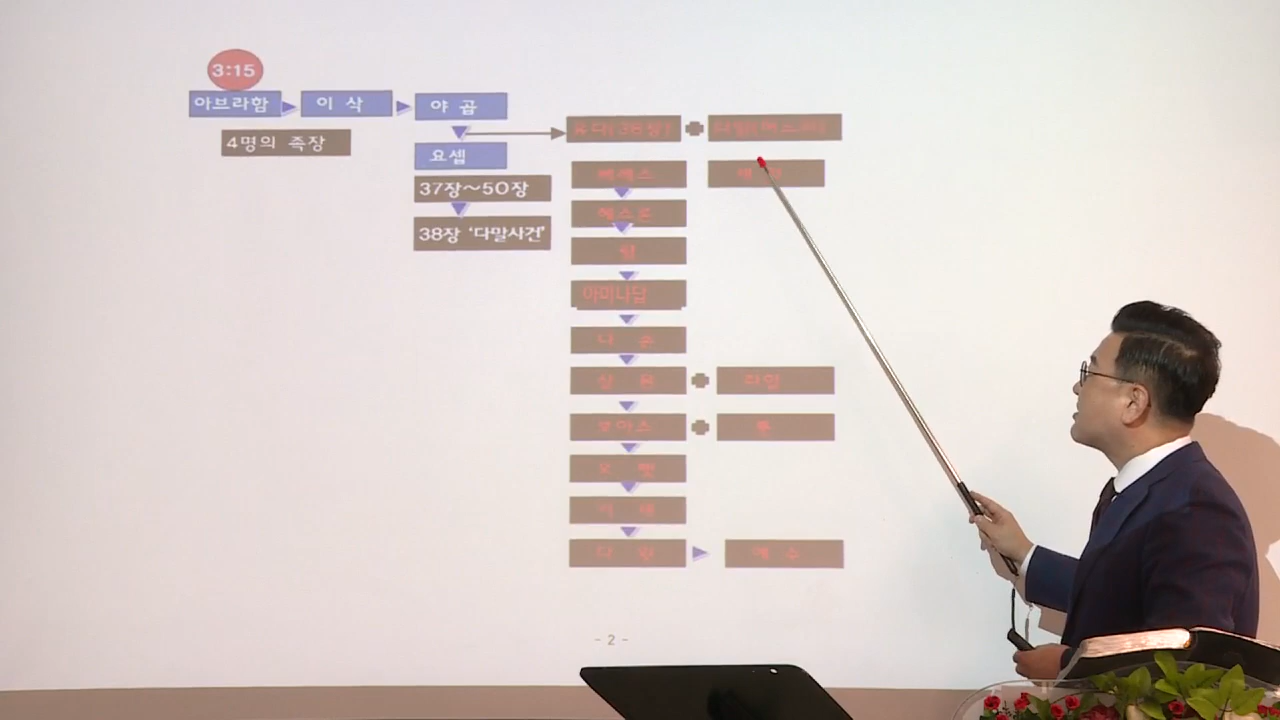 3:15
아브라함
이 삭
야 곱
4명의 족장
요셉
37장~50장
38장 '다말사건'
유다(38장)
베레스
헤스론
람
아미나답
나 손
살 몬
보아스
룻
오 벳
이 새
다 윗
예 수
- 2 -